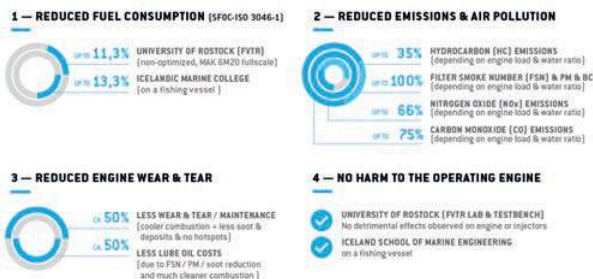 1 — REDUCED FUEL CONSUMPTION (SFOC-ISO 3046-1)
UP TO 11,3% UNIVERSITY OF ROSTOCK (FVTR)
(non-optimized, MAK 6M20 fullscale)
UP TO 13,3% ICELANDIC MARINE COLLEGE
(on a fishing vessel )
2 — REDUCED EMISSIONS & AIR POLLUTION
UP TO 35% HYDROCARBON (HC) EMISSIONS
(depending on engine load & water ratio)
UP TO 100% FILTER SMOKE NUMBER (FSN) & PM & BC
(depending on engine load & water ratio)
UP TO 66% NITROGEN OXIDE (NOx) EMISSIONS
(depending on engine load & water ratio)
UP TO 75% CARBON MONOXIDE (CO) EMISSIONS
(depending on engine load & water ratio)
3 — REDUCED ENGINE WEAR & TEAR
CA. 50% LESS WEAR & TEAR / MAINTENANCE
(cooler combustion + less soot &
deposits & no hotspots)
CA. 50% LESS LUBE OIL COSTS
(due to FSN / PM / soot reduction
and much cleaner combustion )
4 — NO HARM TO THE OPERATING ENGINE
UNIVERSITY OF ROSTOCK (FVTR LAB & TESTBENCH)
No detrimental effects observed on engine or injectors
ICELAND SCHOOL OF MARINE ENGINEERING
on a fishing vessel